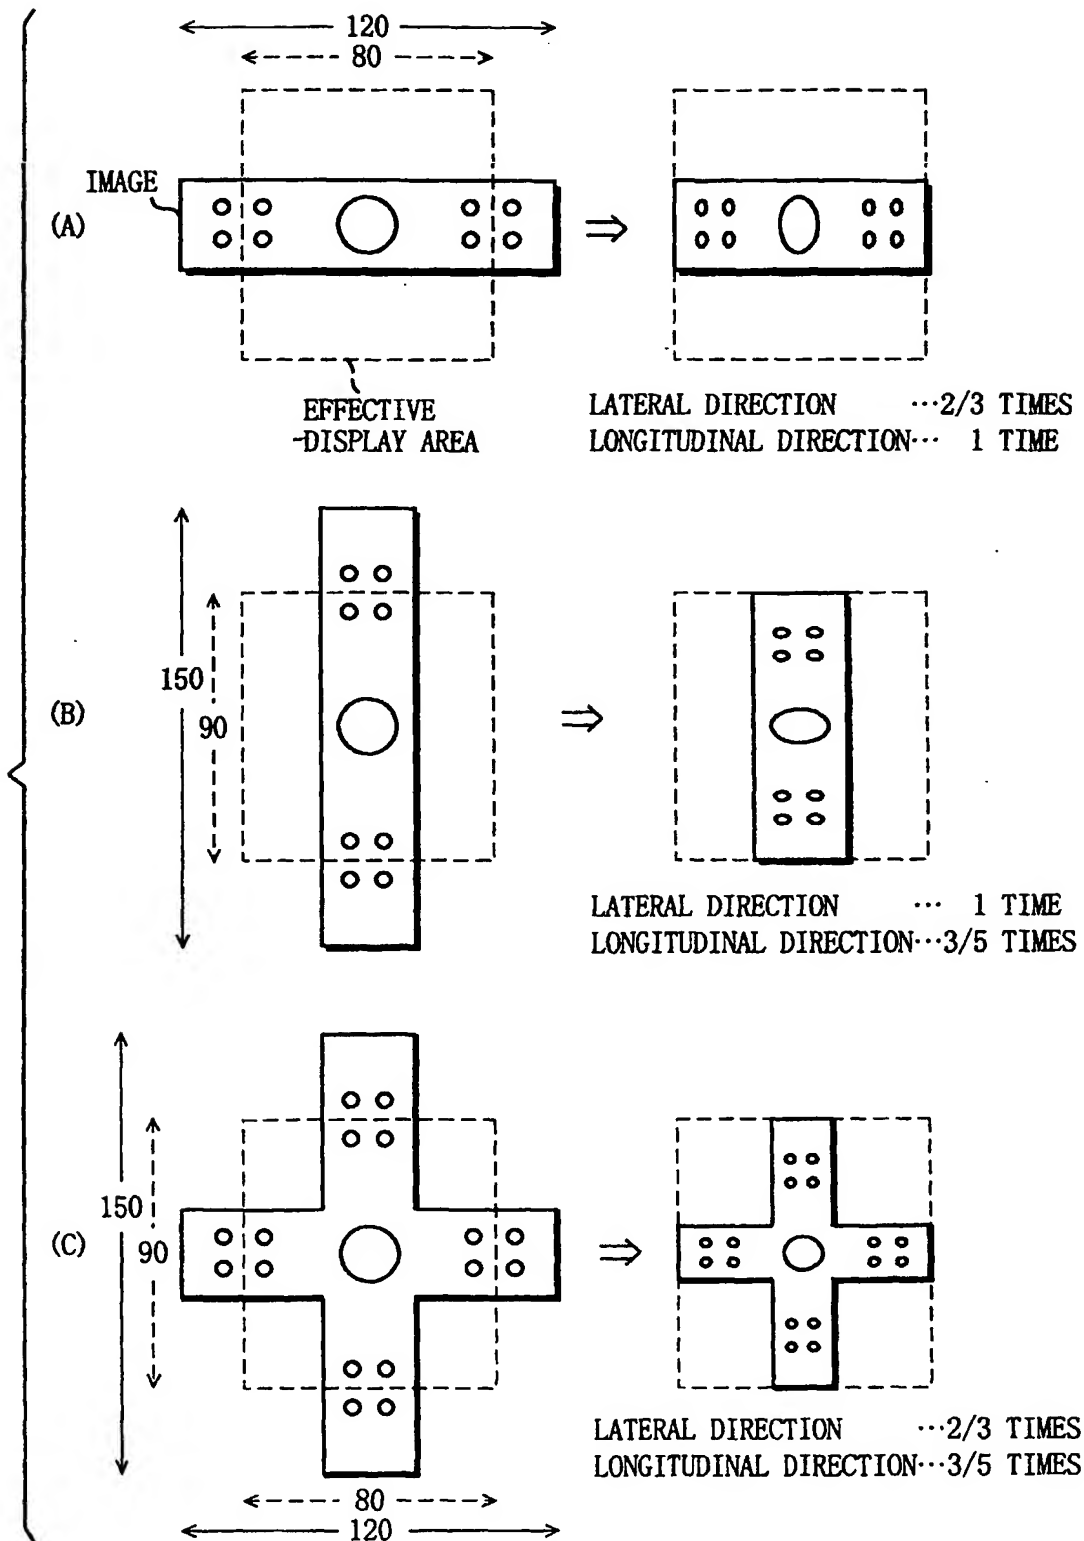 120
80
IMAGE
(A)
EFFECTIVE
DISPLAY AREA
LATERAL DIRECTION …2/3 TIMES
LONGITUDINAL DIRECTION… 1 TIME
150
90
(B)
LATERAL DIRECTION … 1 TIME
LONGITUDINAL DIRECTION…3/5 TIMES
150
90
(C)
LATERAL DIRECTION …2/3 TIMES
LONGITUDINAL DIRECTION…3/5 TIMES
80
120